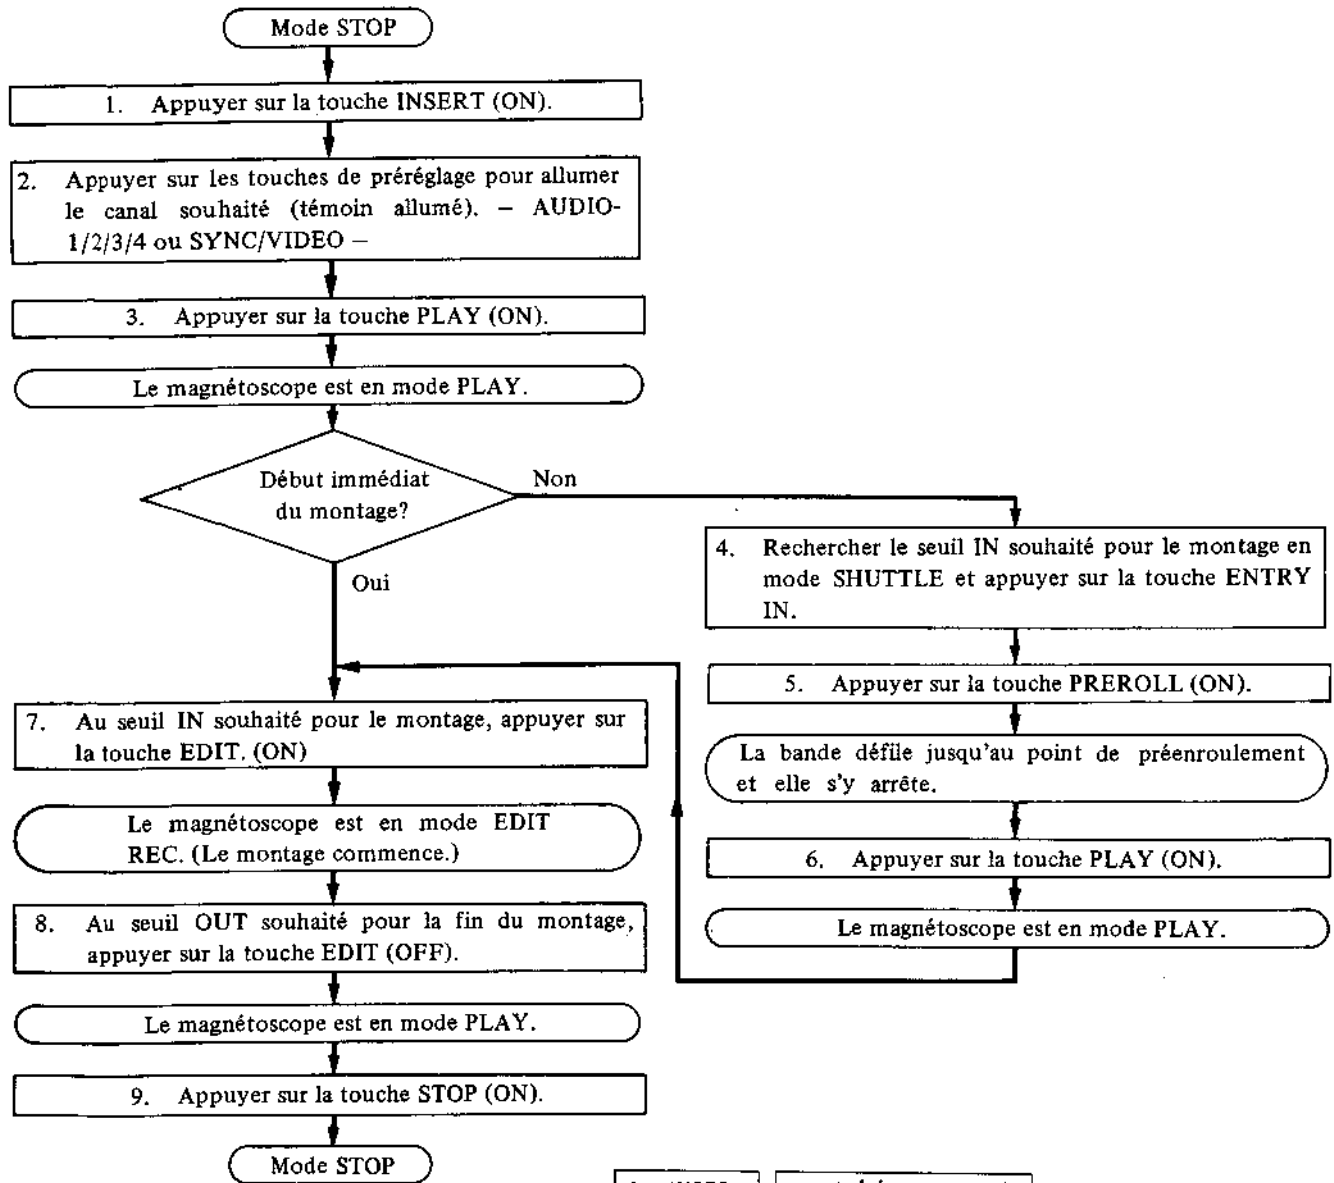 Mode STOP
1. Appuyer sur la touche INSERT (ON).
2. Appuyer sur les touches de préréglage pour allumer
le canal souhaité (témoin allumé). – AUDIO-
1/2/3/4 ou SYNC/VIDEO –
3. Appuyer sur la touche PLAY (ON).
Le magnétoscope est en mode PLAY.
Début immédiat
du montage?
Non
Oui
4. Rechercher le seuil IN souhaité pour le montage en
mode SHUTTLE et appuyer sur la touche ENTRY
IN.
5. Appuyer sur la touche PREROLL (ON).
La bande défile jusqu'au point de préenroulement
et elle s'y arrête.
6. Appuyer sur la touche PLAY (ON).
Le magnétoscope est en mode PLAY.
7. Au seuil IN souhaité pour le montage, appuyer sur
la touche EDIT. (ON)
Le magnétoscope est en mode EDIT
REC. (Le montage commence.)
8. Au seuil OUT souhaité pour la fin du montage,
appuyer sur la touche EDIT (OFF).
Le magnétoscope est en mode PLAY.
9. Appuyer sur la touche STOP (ON).
Mode STOP